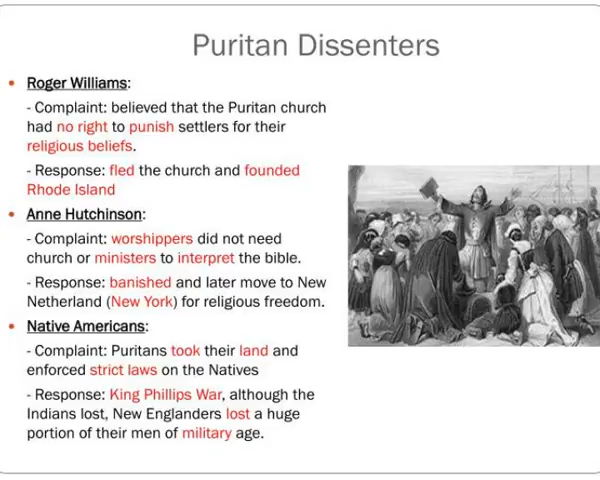 Puritan Dissenters
• Roger Williams:
- Complaint: believed that the Puritan church
had no right to punish settlers for their
religious beliefs.
- Response: fled the church and founded
Rhode Island
• Anne Hutchinson:
- Complaint: worshippers did not need
church or ministers to interpret the bible.
- Response: banished and later move to New
Netherland (New York) for religious freedom.
• Native Americans:
- Complaint: Puritans took their land and
enforced strict laws on the Natives
- Response: King Phillips War, although the
Indians lost, New Englanders lost a huge
portion of their men of military age.